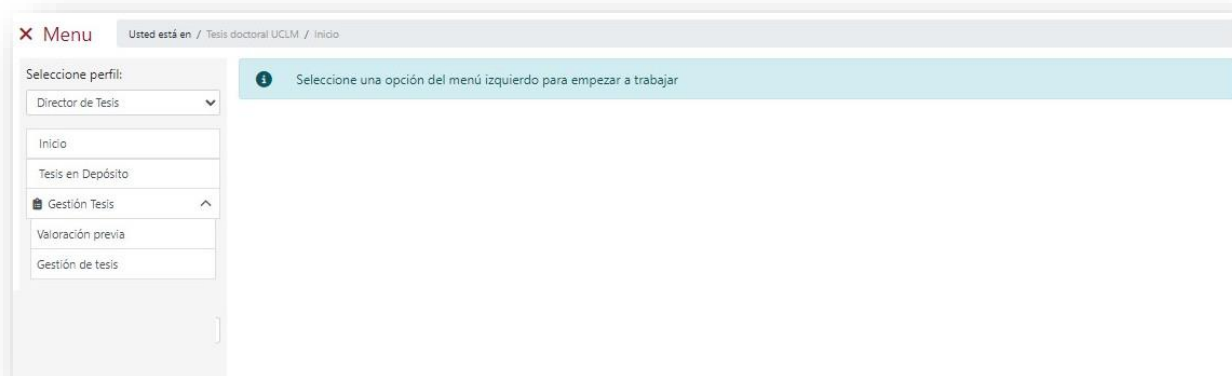 × Menu
Usted está en / Tesis doctoral UCLM / Inicio
Seleccione perfil:
Director de Tesis
Inicio
Tesis en Depósito
Gestión Tesis
Valoración previa
Gestión de tesis
Seleccione una opción del menú izquierdo para empezar a trabajar